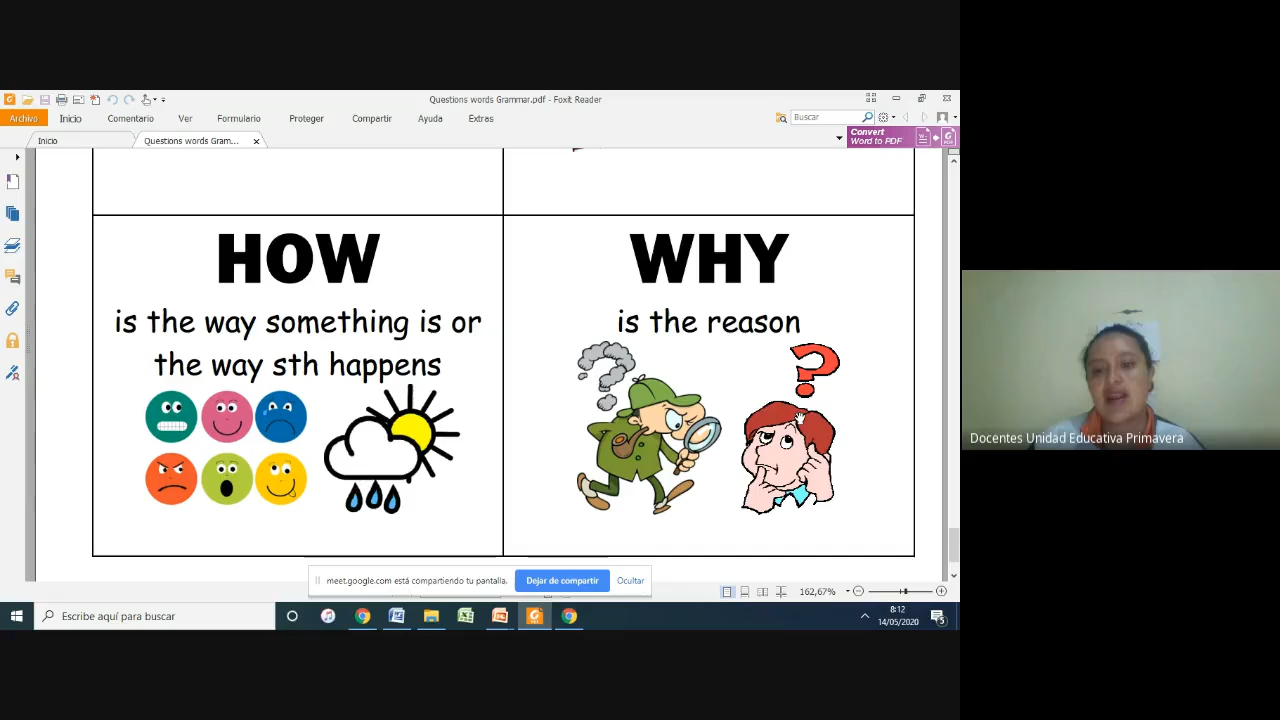 Questions words Grammar.pdf - Foxit Reader
Archivo Inicio Comentario Ver Formulario Proteger Compartir Ayuda Extras
Buscar
Inicio
Questions words Gram...
Convert
Word to PDF
HOW
is the way something is or
the way sth happens
WHY
is the reason
Docentes Unidad Educativa Primavera
meet.google.com está compartiendo tu pantalla.
Dejar de compartir
Ocultar
162,67%
Escribe aquí para buscar
8:12
14/05/2020
5